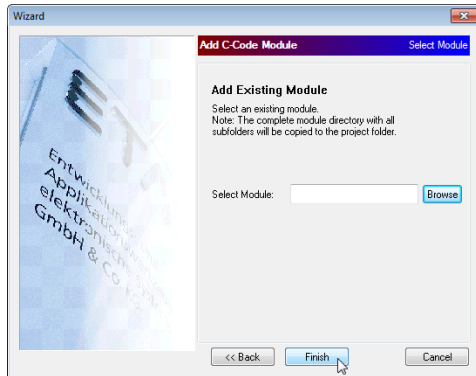 Wizard
Add C-Code Module
Select Module
Add Existing Module
Select an existing module.
Note: The complete module directory with all
subfolders will be copied to the project folder.
Select Module:
Browse
<< Back
Finish
Cancel
ETA
Entwicklungs
Applikations
elektronische
GmbH & Co KG